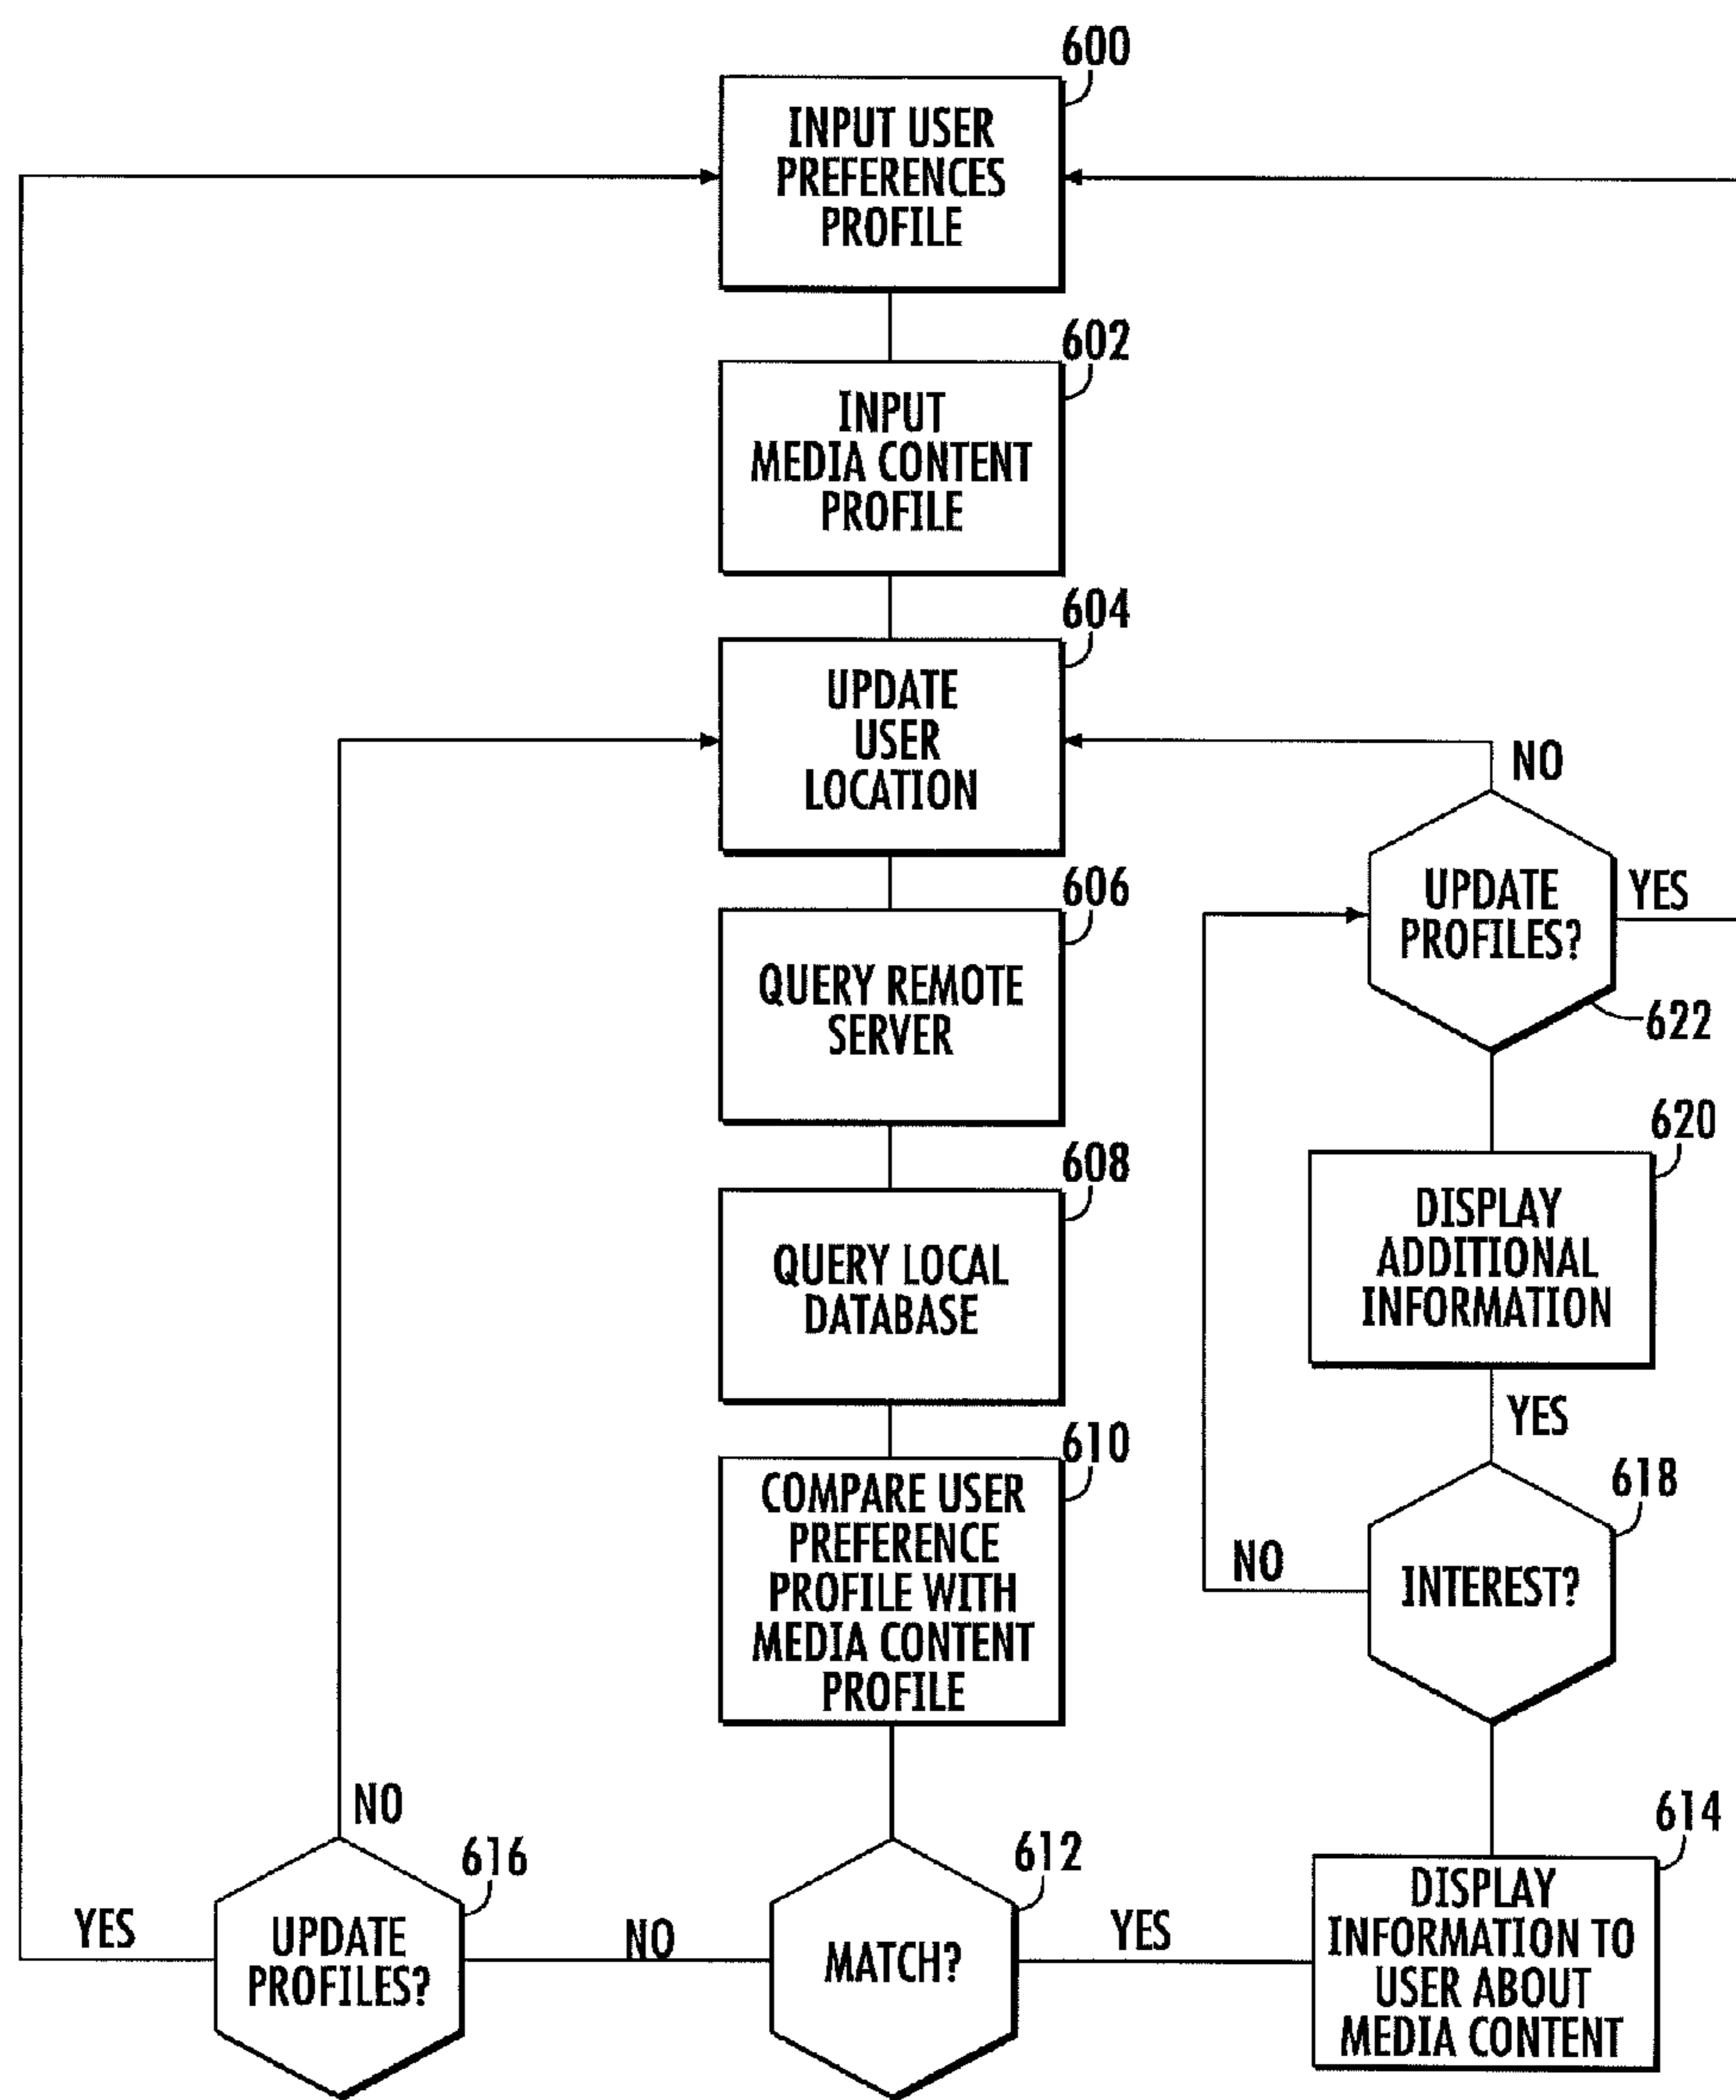 600
INPUT USER
PREFERENCES
PROFILE
602
INPUT
MEDIA CONTENT
PROFILE
604
UPDATE
USER
LOCATION
NO
606
UPDATE
PROFILES?
YES
622
QUERY REMOTE
SERVER
608
620
DISPLAY
ADDITIONAL
INFORMATION
QUERY LOCAL
DATABASE
YES
610
COMPARE USER
PREFERENCE
PROFILE WITH
MEDIA CONTENT
PROFILE
618
INTEREST?
NO
NO
616
UPDATE
PROFILES?
YES
NO
612
MATCH?
YES
614
DISPLAY
INFORMATION TO
USER ABOUT
MEDIA CONTENT